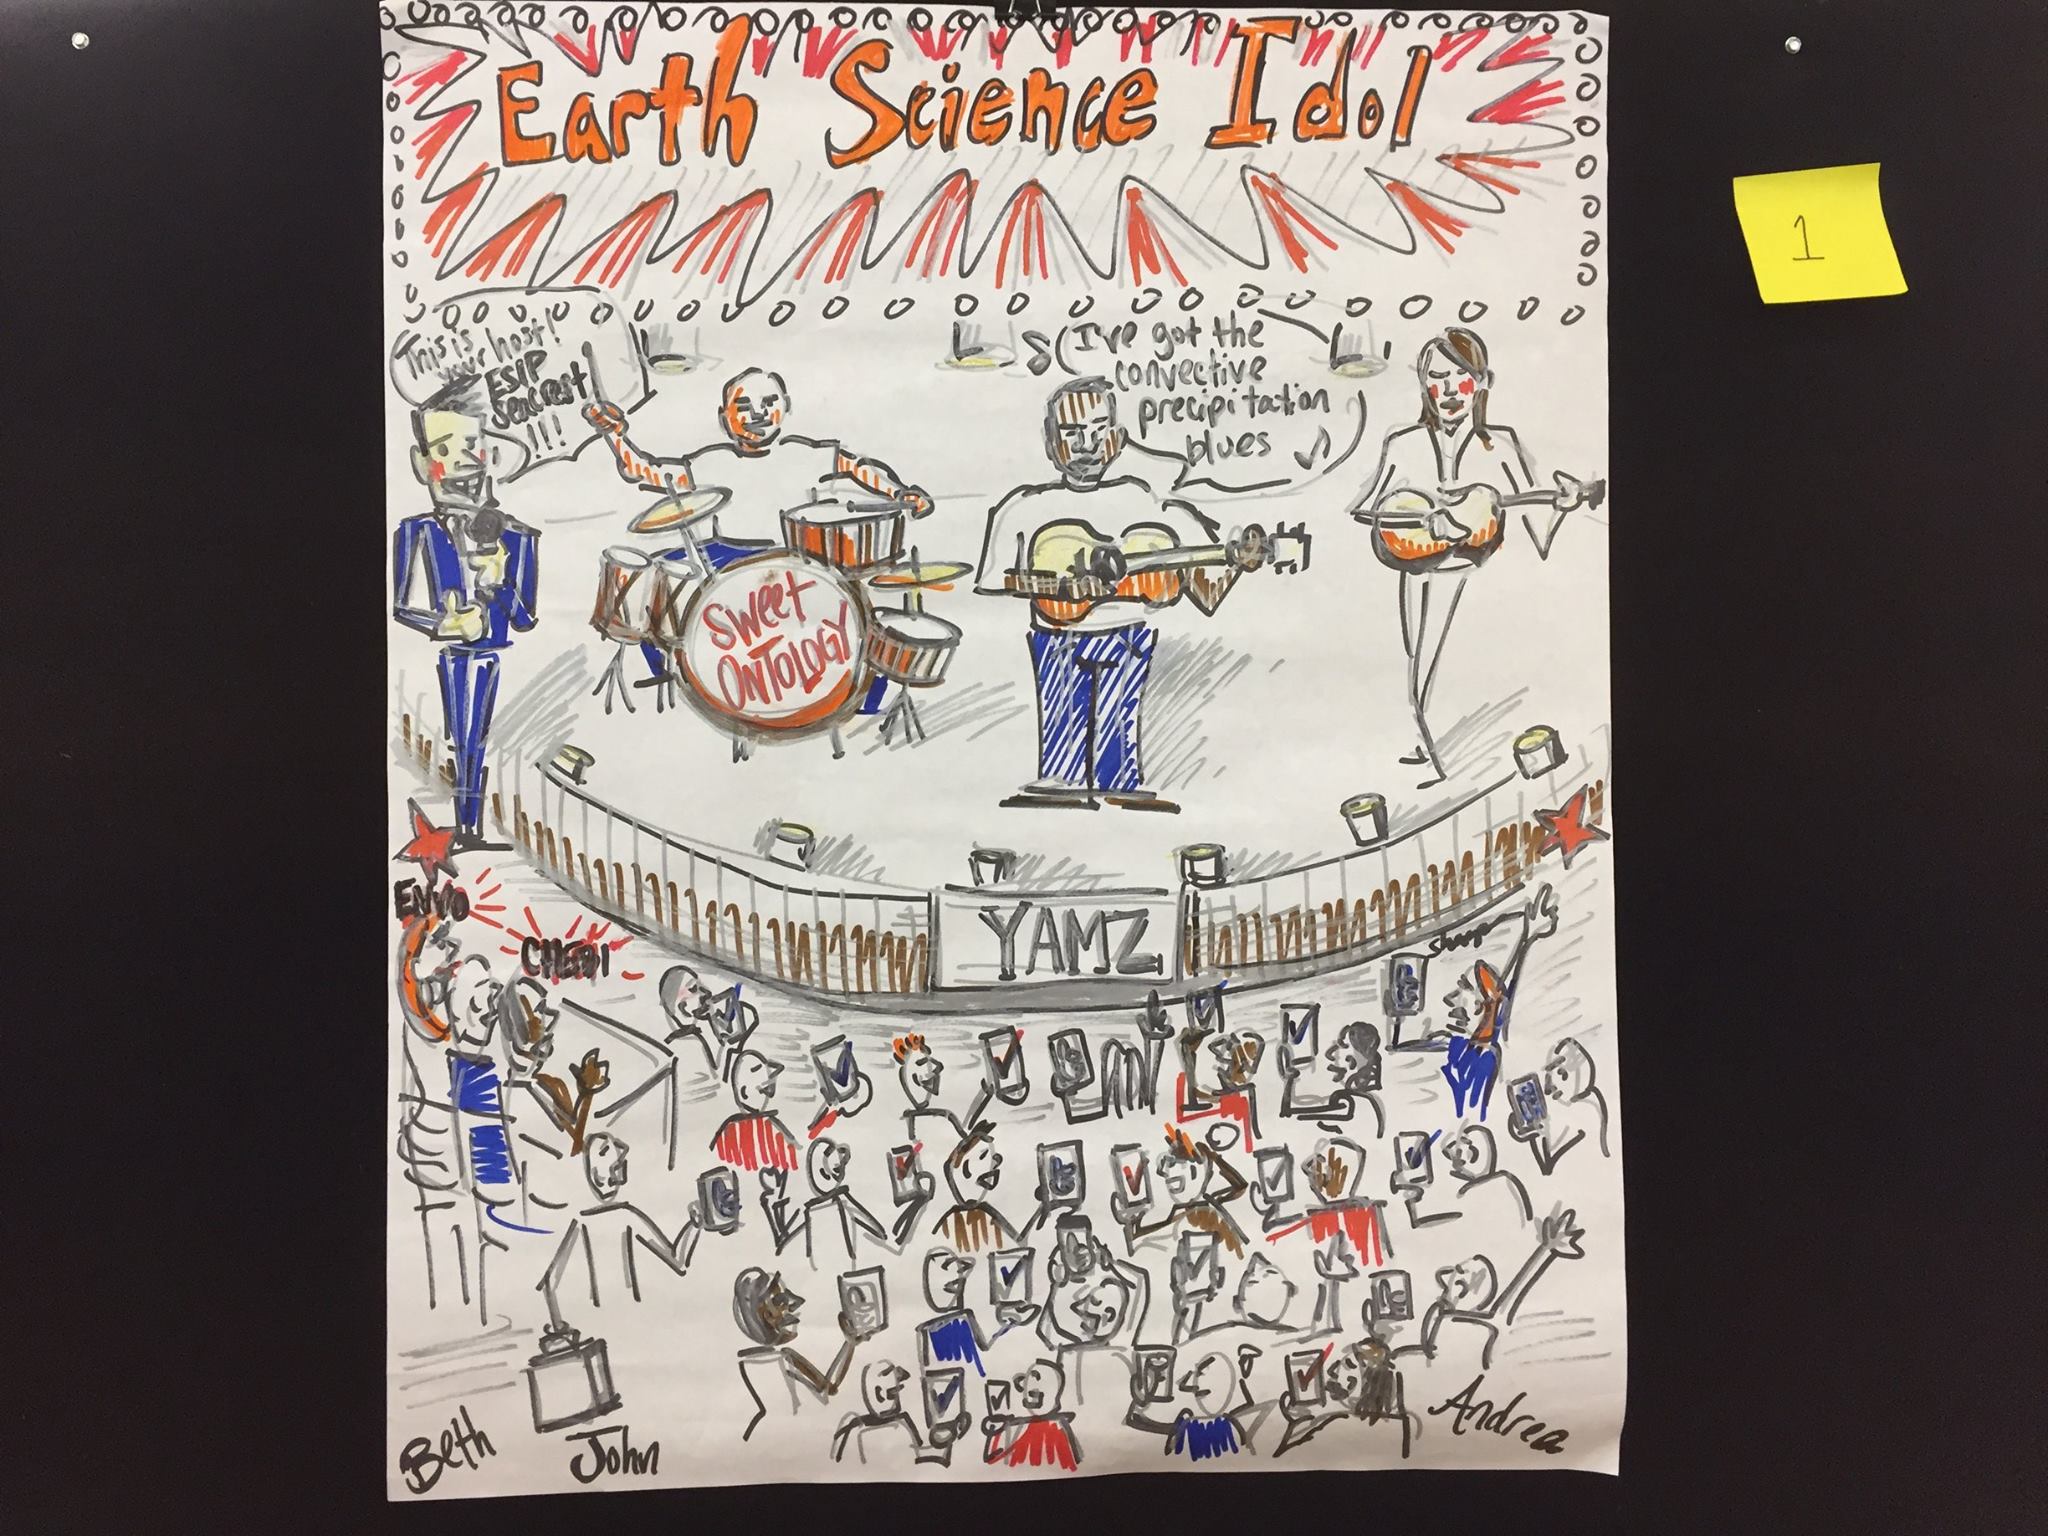 Earth Science Idol
1
This is
your host!
ESIP
Seacrest
!!!
I've got the
convective
precipitation
blues
SWEET
ONTOLOGY
YAMZ
ENVO
CHEBI
Beth
John
Andrea